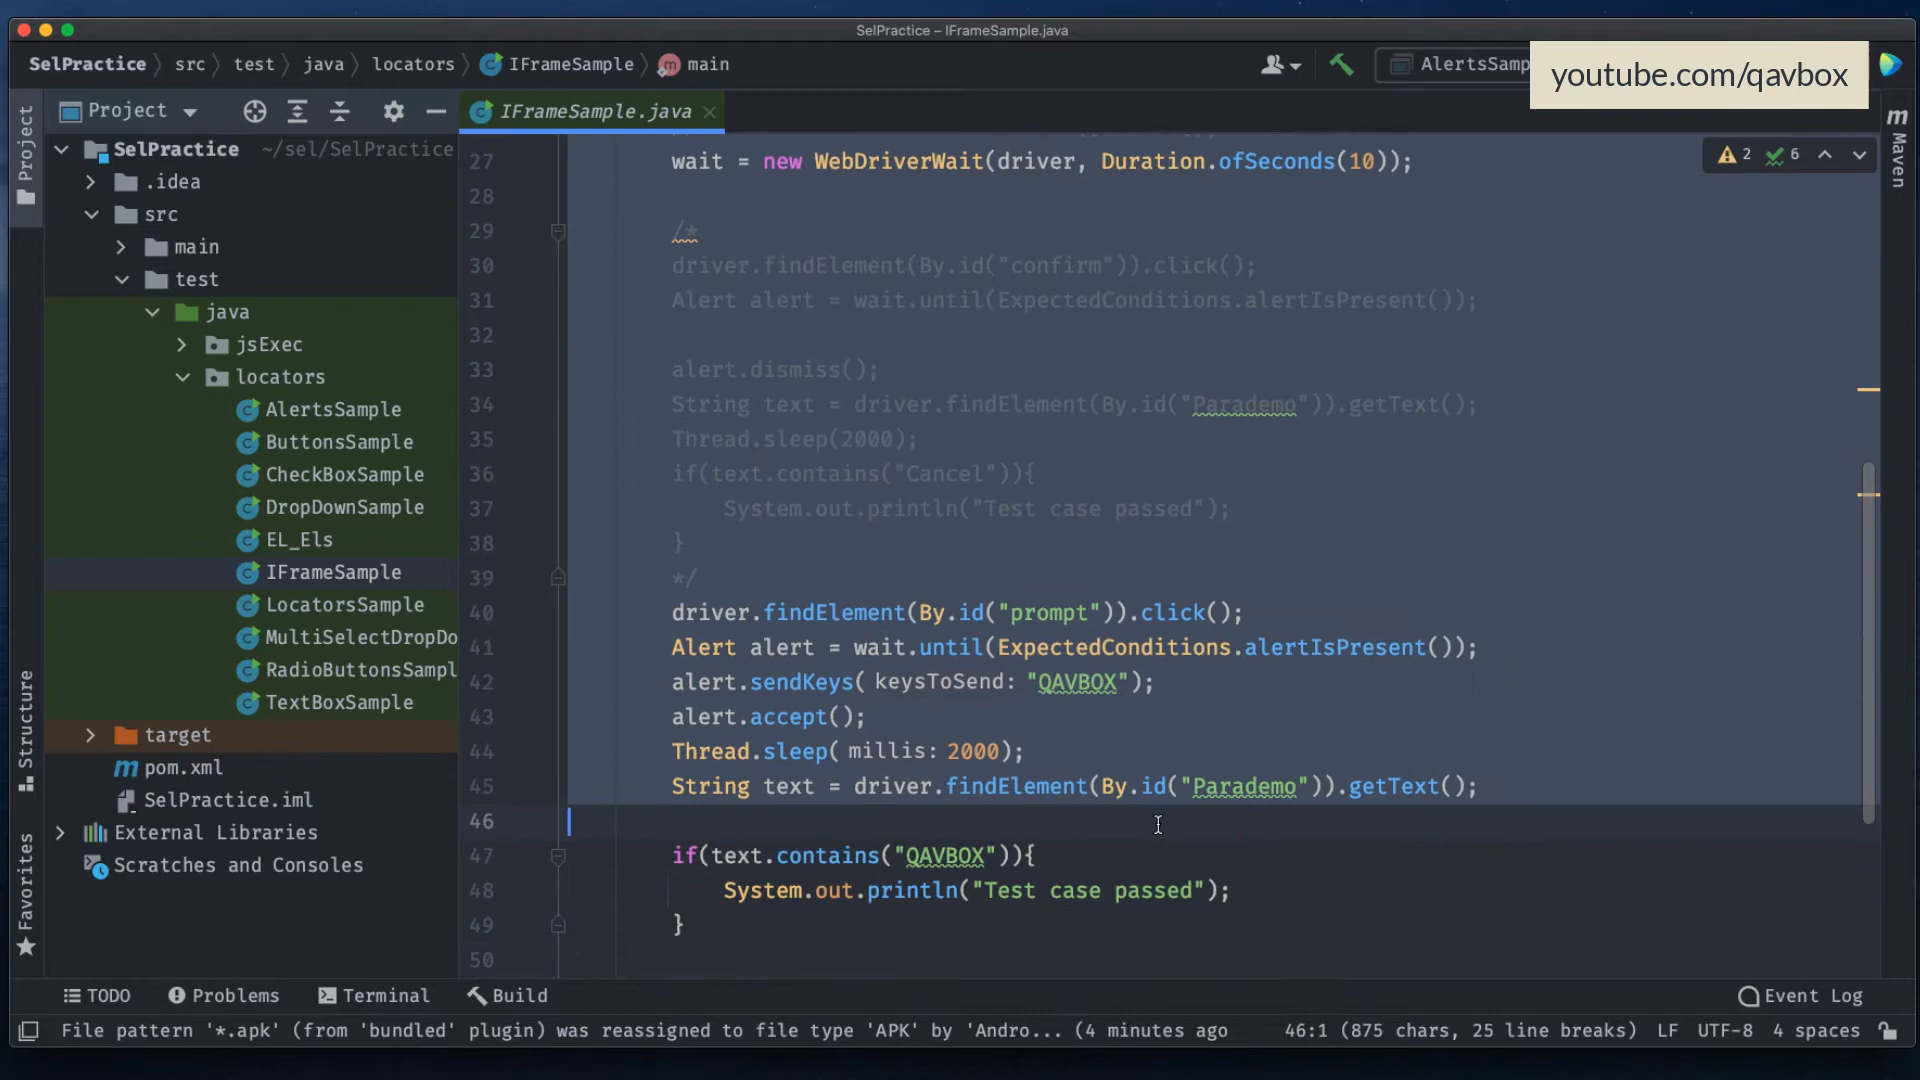 SelPractice – IFrameSample.java
SelPractice src test java locators IFrameSample main
AlertsSamp
youtube.com/qavbox
Project
IFrameSample.java
Project
Maven
Structure
Favorites
SelPractice ~/sel/SelPractice
.idea
src
main
test
java
jsExec
locators
AlertsSample
ButtonsSample
CheckBoxSample
DropDownSample
EL_Els
IFrameSample
LocatorsSample
MultiSelectDropDo
RadioButtonsSampl
TextBoxSample
target
pom.xml
SelPractice.iml
External Libraries
Scratches and Consoles
2 6
27 wait = new WebDriverWait(driver, Duration.ofSeconds(10));
28
29 /*
30 driver.findElement(By.id("confirm")).click();
31 Alert alert = wait.until(ExpectedConditions.alertIsPresent());
32
33 alert.dismiss();
34 String text = driver.findElement(By.id("Parademo")).getText();
35 Thread.sleep(2000);
36 if(text.contains("Cancel")){
37 System.out.println("Test case passed");
38 }
39 */
40 driver.findElement(By.id("prompt")).click();
41 Alert alert = wait.until(ExpectedConditions.alertIsPresent());
42 alert.sendKeys( keysToSend: "QAVBOX");
43 alert.accept();
44 Thread.sleep( millis: 2000);
45 String text = driver.findElement(By.id("Parademo")).getText();
46
47 if(text.contains("QAVBOX")){
48 System.out.println("Test case passed");
49 }
50
TODO Problems Terminal Build Event Log
File pattern '*.apk' (from 'bundled' plugin) was reassigned to file type 'APK' by 'Andro... (4 minutes ago 46:1 (875 chars, 25 line breaks) LF UTF-8 4 spaces